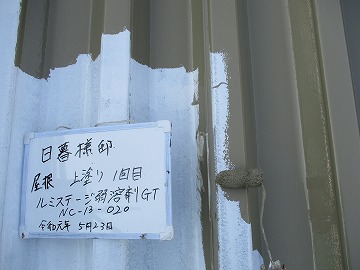 日暮様邸
屋根 上塗り 1回目
ルミステージ弱溶剤GT
NC-13-020
令和元年 5月23日